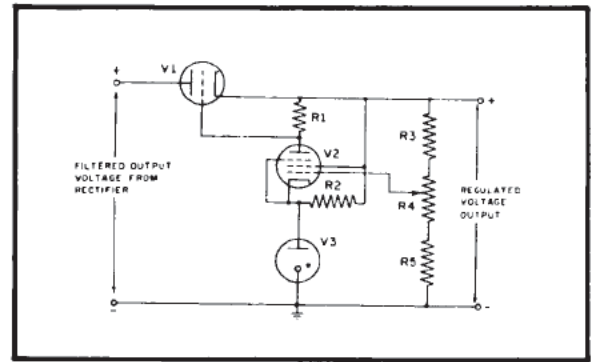 V1
+
+
R1
R3
V2
FILTERED OUTPUT
VOLTAGE FROM
RECTIFIER
R2
R4
REGULATED
VOLTAGE
OUTPUT
V3
R5
-
-